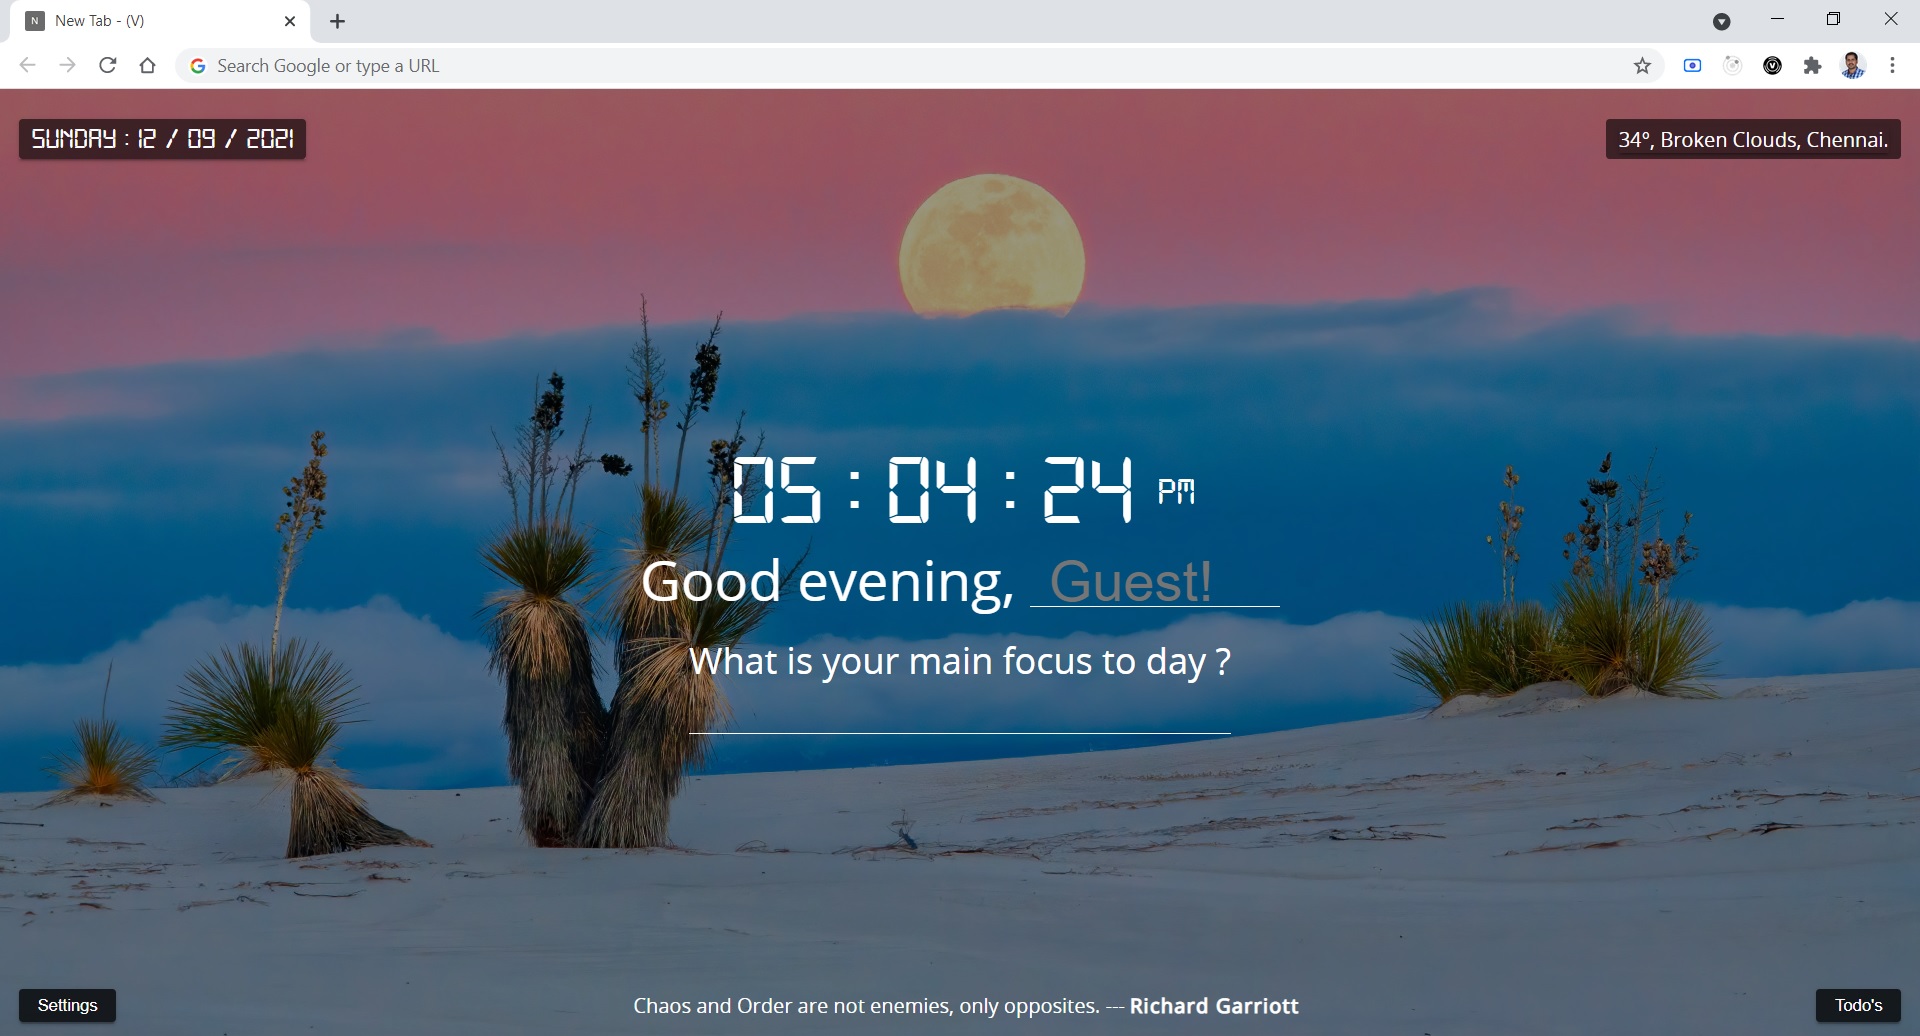 N New Tab - (V)
Search Google or type a URL
SUNDAY : 12 / 09 / 2021
34°, Broken Clouds, Chennai.
05 : 04 : 24 PM
Good evening, Guest!
What is your main focus to day ?
Settings
Chaos and Order are not enemies, only opposites. --- Richard Garriott
Todo's